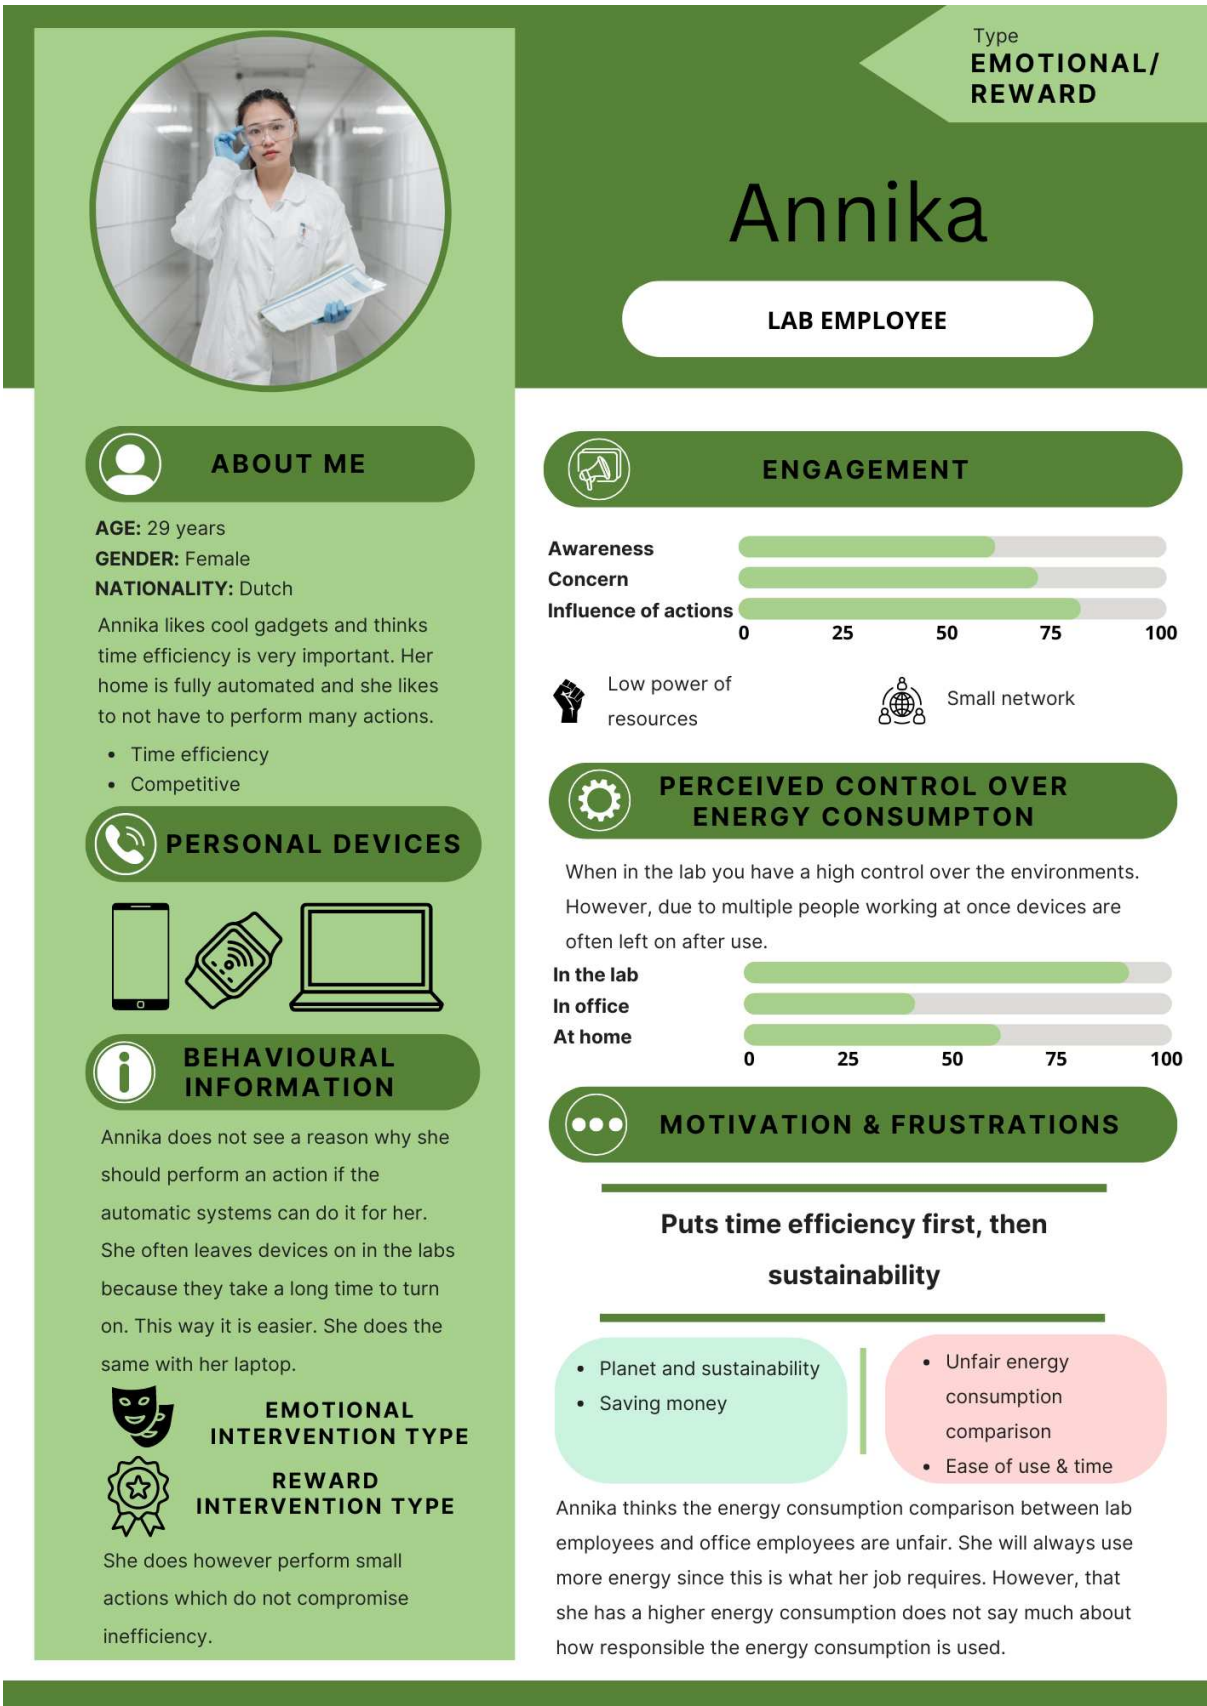 Type
EMOTIONAL/
REWARD
Annika
LAB EMPLOYEE
ABOUT ME
AGE: 29 years
GENDER: Female
NATIONALITY: Dutch
Annika likes cool gadgets and thinks
time efficiency is very important. Her
home is fully automated and she likes
to not have to perform many actions.
• Time efficiency
• Competitive
PERSONAL DEVICES
BEHAVIOURAL
INFORMATION
Annika does not see a reason why she
should perform an action if the
automatic systems can do it for her.
She often leaves devices on in the labs
because they take a long time to turn
on. This way it is easier. She does the
same with her laptop.
EMOTIONAL
INTERVENTION TYPE
REWARD
INTERVENTION TYPE
She does however perform small
actions which do not compromise
inefficiency.
ENGAGEMENT
Awareness
Concern
Influence of actions
0 25 50 75 100
Low power of
resources
Small network
PERCEIVED CONTROL OVER
ENERGY CONSUMPTON
When in the lab you have a high control over the environments.
However, due to multiple people working at once devices are
often left on after use.
In the lab
In office
At home
0 25 50 75 100
MOTIVATION & FRUSTRATIONS
Puts time efficiency first, then
sustainability
• Planet and sustainability
• Saving money
• Unfair energy
consumption
comparison
• Ease of use & time
Annika thinks the energy consumption comparison between lab
employees and office employees are unfair. She will always use
more energy since this is what her job requires. However, that
she has a higher energy consumption does not say much about
how responsible the energy consumption is used.